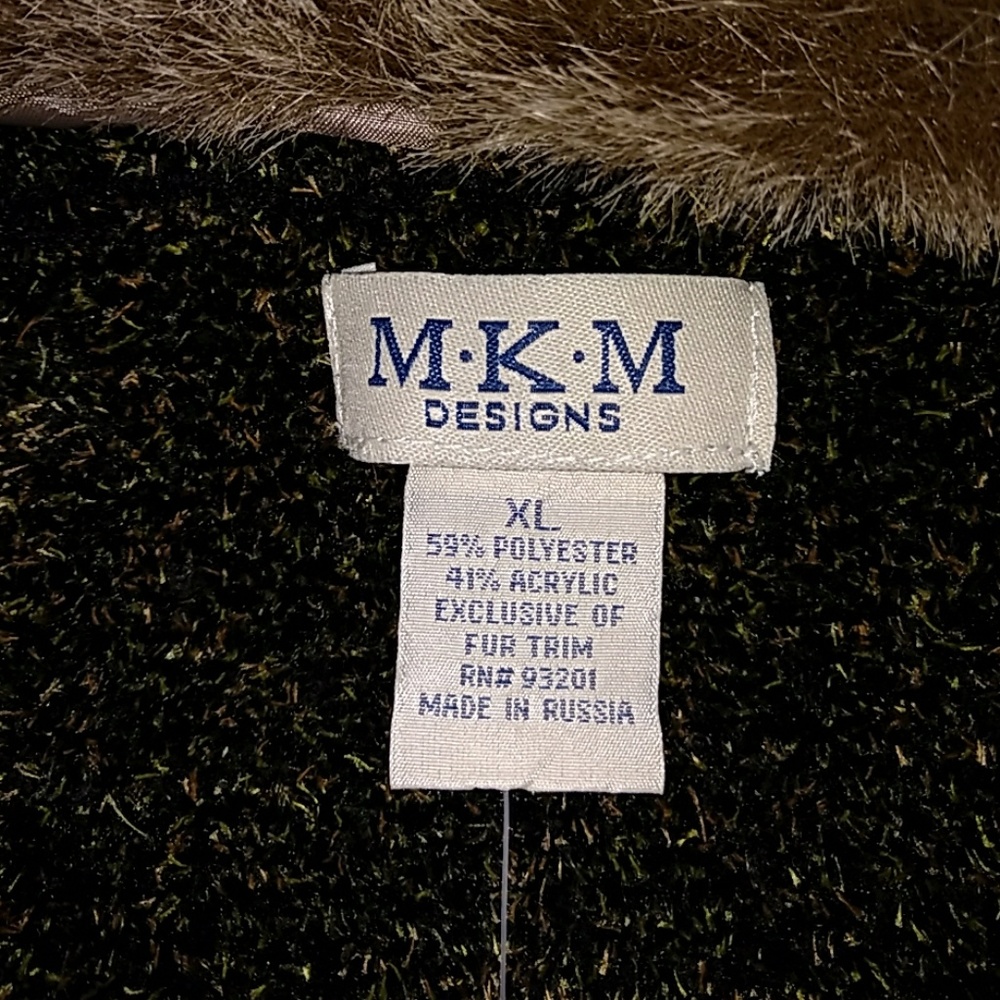 M·K·M
DESIGNS
XL
59% POLYESTER
41% ACRYLIC
EXCLUSIVE OF
FUR TRIM
RN# 93201
MADE IN RUSSIA